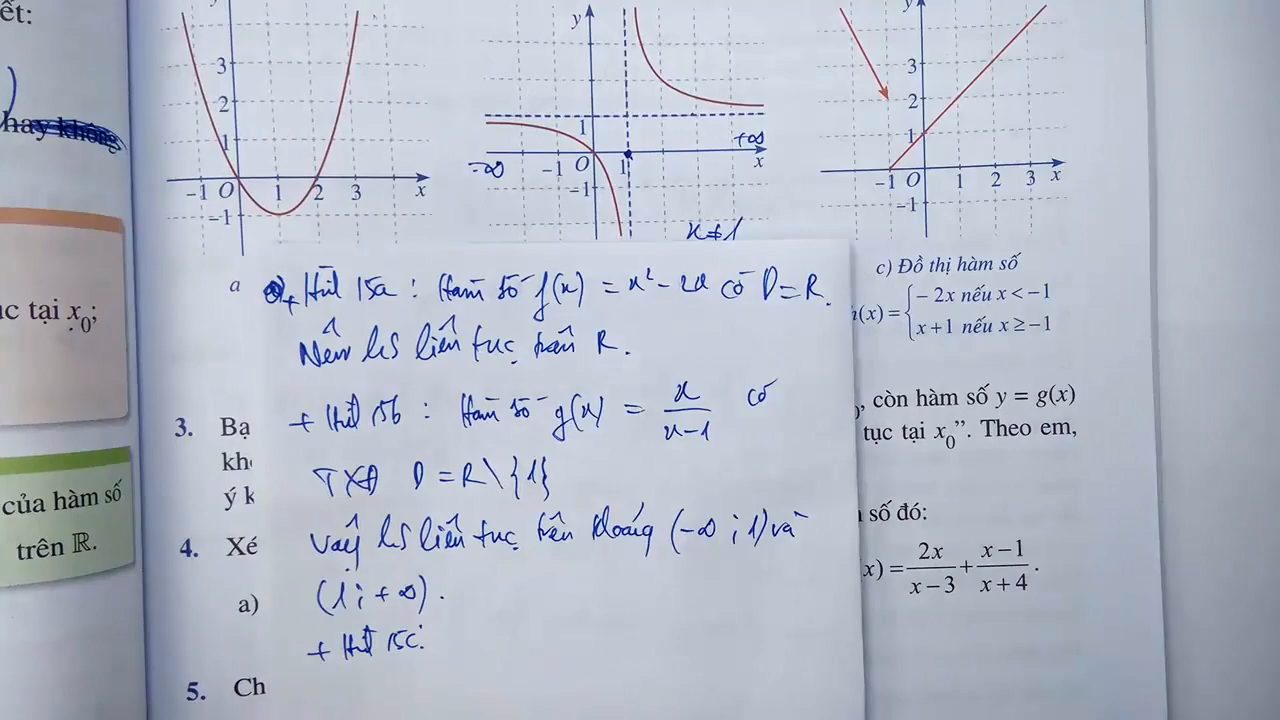 ết:
hay không
ục tại x₀;
của hàm số
trên ℝ.
y
3
2
1
-1 O 1 2 3 x
-1
y
1
+∞
-∞ -1 O 1 x
-1
x ≠ 1
y
3
2
1
-1 O 1 2 3 x
-1
a
c) Đồ thị hàm số
h(x) = { -2x nếu x < -1
x+1 nếu x ≥ -1
+ Hình 15a : Hàm số f(x) = x² - 2x có D = R.
Nên hs liên tục trên R.
+ Hình 15b : Hàm số g(x) = x/(x-1) có
TXĐ D = R\{1}
Vậy hs liên tục trên khoảng (-∞ ; 1) và
(1; +∞).
+ Hình 15c:
3. Bạ
, còn hàm số y = g(x)
kh
tục tại x₀”. Theo em,
ý k
số đó:
4. Xé
(x) = 2x/(x-3) + (x-1)/(x+4).
a)
5. Ch